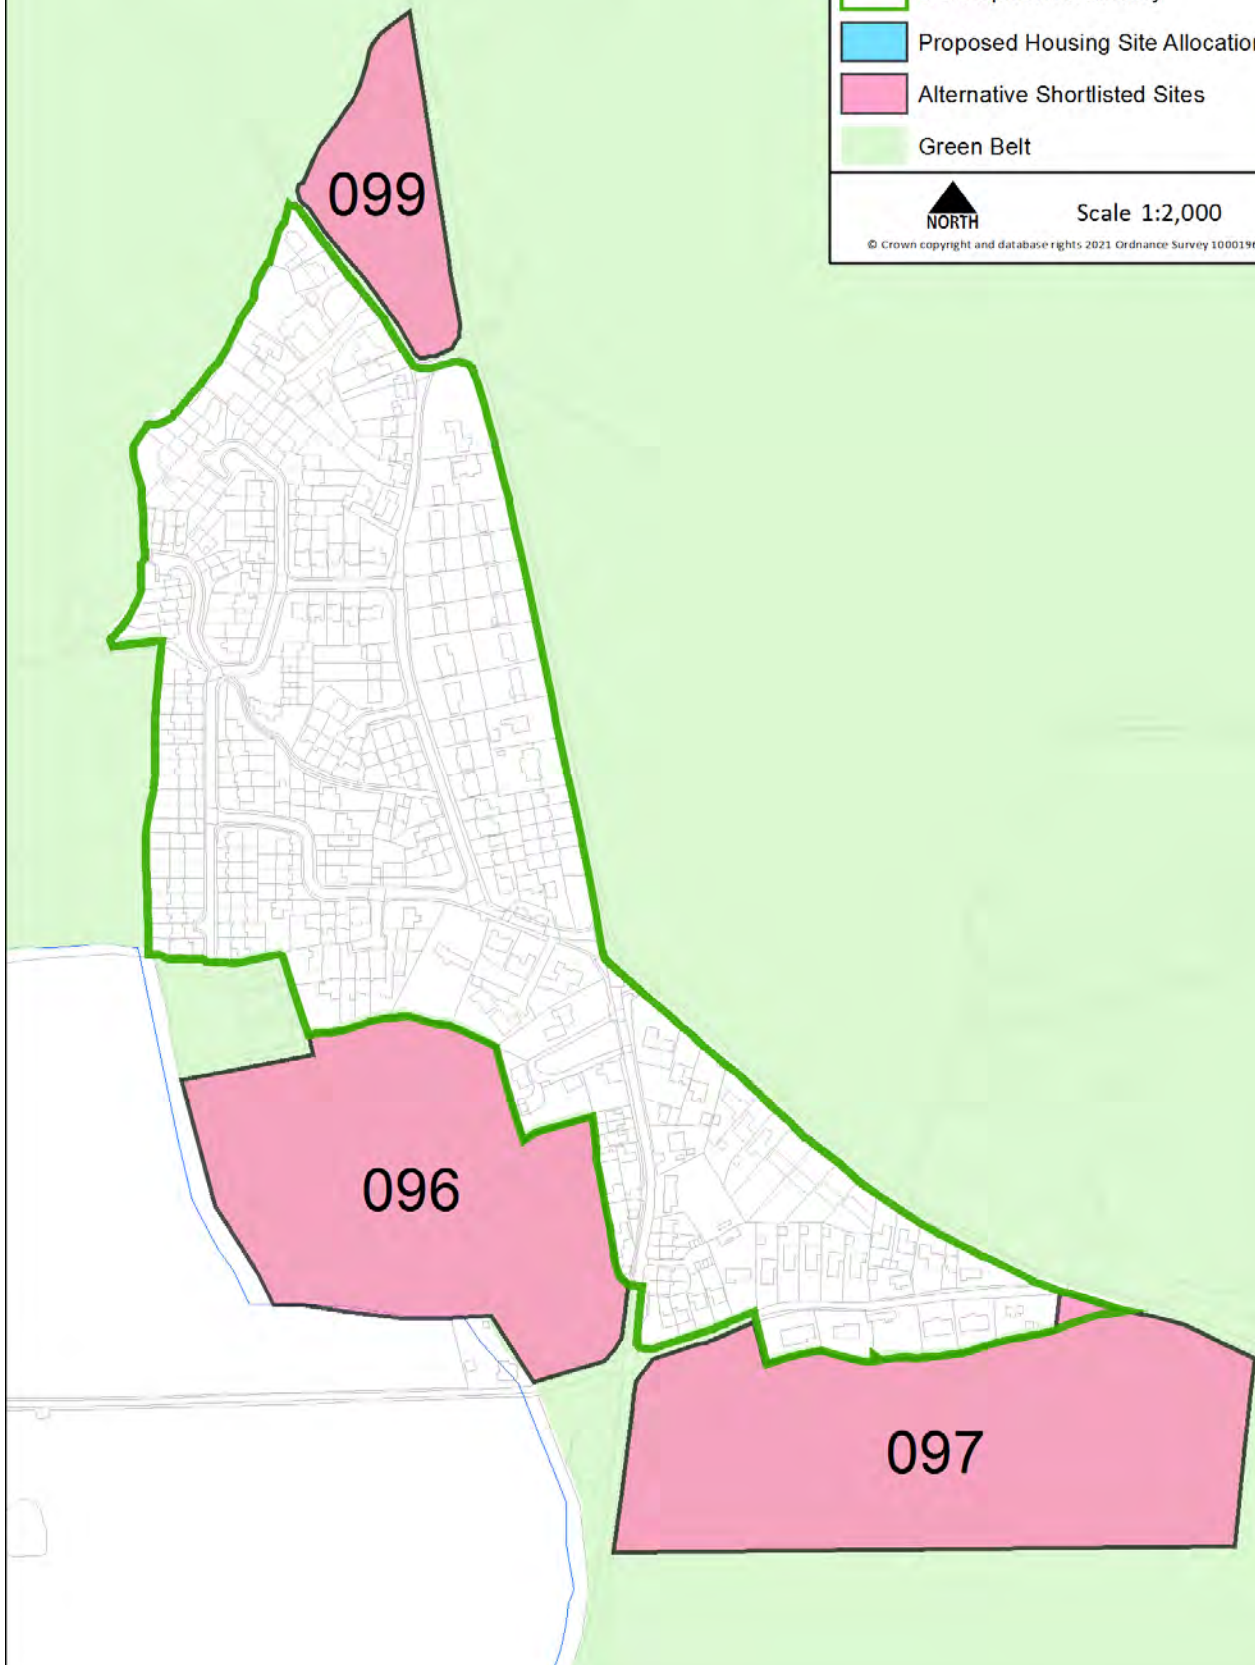 Proposed Housing Site
Alternative Shortlisted Sites
Green Belt
NORTH
Scale 1:2,000
© Crown copyright and database rights 2021 Ordnance Survey
099
096
097